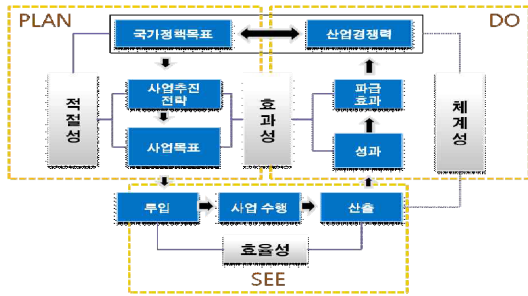 PLAN
DO
국가정책목표
산업경쟁력
적절성
사업추진
전략
효과성
파급
효과
체계성
사업목표
성과
투입
사업 수행
산출
효율성
SEE